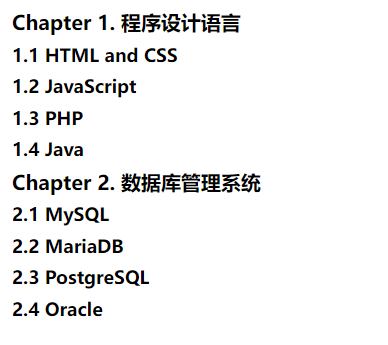 Chapter 1. 程序设计语言
1.1 HTML and CSS
1.2 JavaScript
1.3 PHP
1.4 Java
Chapter 2. 数据库管理系统
2.1 MySQL
2.2 MariaDB
2.3 PostgreSQL
2.4 Oracle